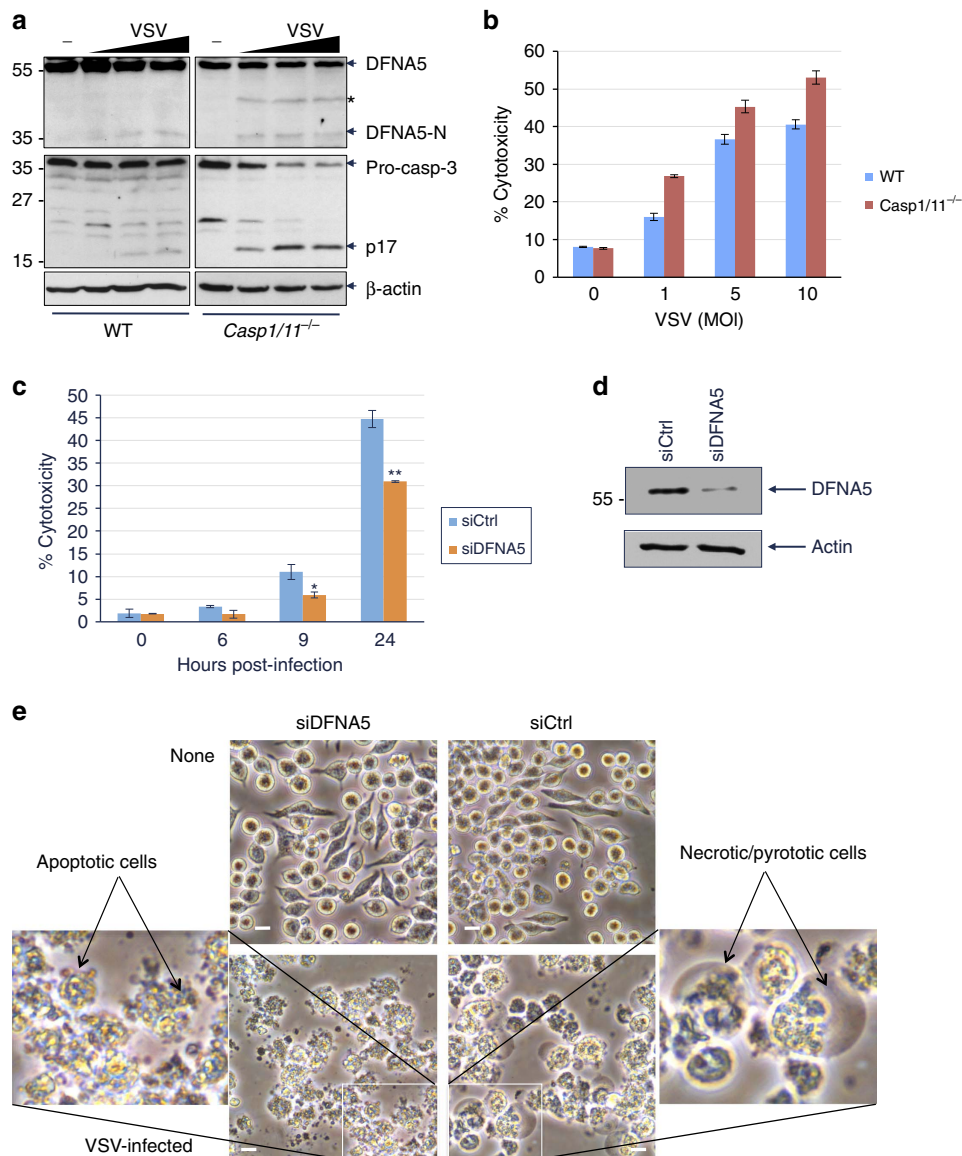 a
VSV
VSV
–
–
55
DFNA5
*
DFNA5-N
35
35
Pro-casp-3
27
p17
15
β-actin
WT
Casp1/11–/–
b
60
50
40
30
20
10
0
% Cytotoxicity
0
1
5
10
VSV (MOI)
WT
Casp1/11–/–
c
50
45
40
35
30
25
20
15
10
5
0
% Cytotoxicity
*
**
0
6
9
24
Hours post-infection
siCtrl
siDFNA5
d
siCtrl
siDFNA5
55 -
DFNA5
Actin
e
siDFNA5
siCtrl
None
Apoptotic cells
Necrotic/pyrototic cells
VSV-infected